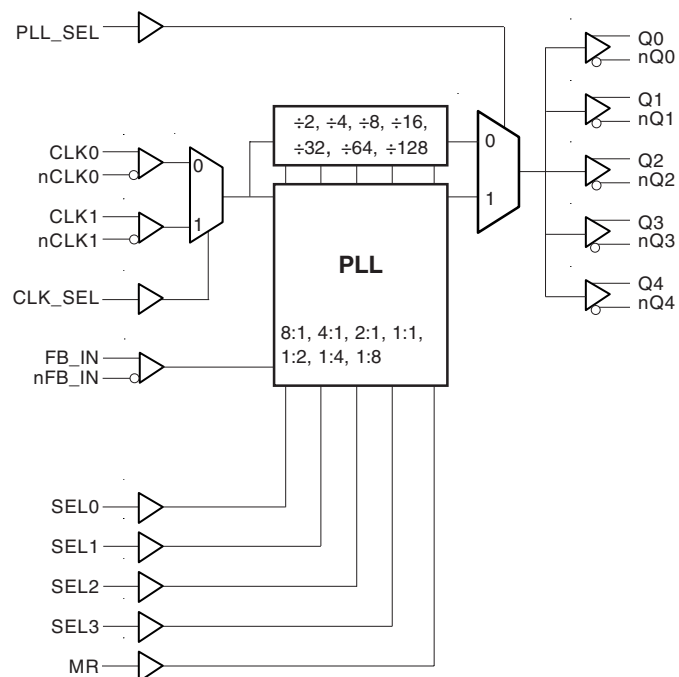 PLL_SEL
Q0
nQ0
Q1
nQ1
÷2, ÷4, ÷8, ÷16,
÷32, ÷64, ÷128
0
CLK0
nCLK0
0
Q2
nQ2
1
CLK1
nCLK1
1
Q3
nQ3
PLL
CLK_SEL
Q4
nQ4
8:1, 4:1, 2:1, 1:1,
1:2, 1:4, 1:8
FB_IN
nFB_IN
SEL0
SEL1
SEL2
SEL3
MR